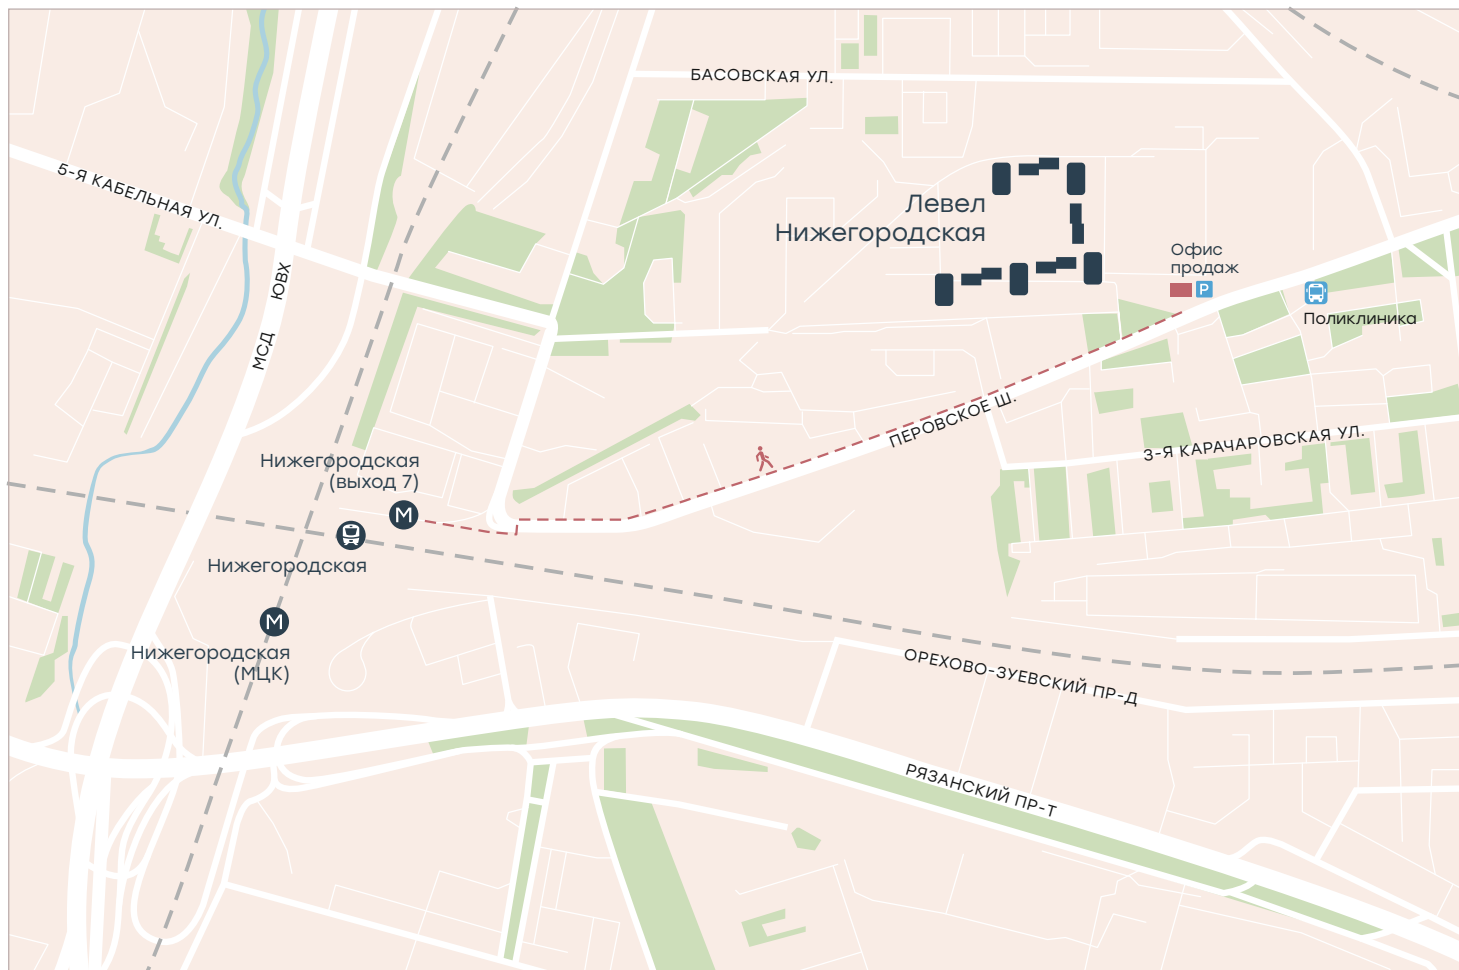 БАСОВСКАЯ УЛ.
5-Я КАБЕЛЬНАЯ УЛ.
Левел
Нижегородская
Офис
продаж
P
Поликлиника
МСД ЮВХ
ПЕРОВСКОЕ Ш.
3-Я КАРАЧАРОВСКАЯ УЛ.
Нижегородская
(выход 7)
М
Нижегородская
М
Нижегородская
(МЦК)
ОРЕХОВО-ЗУЕВСКИЙ ПР-Д
РЯЗАНСКИЙ ПР-Т